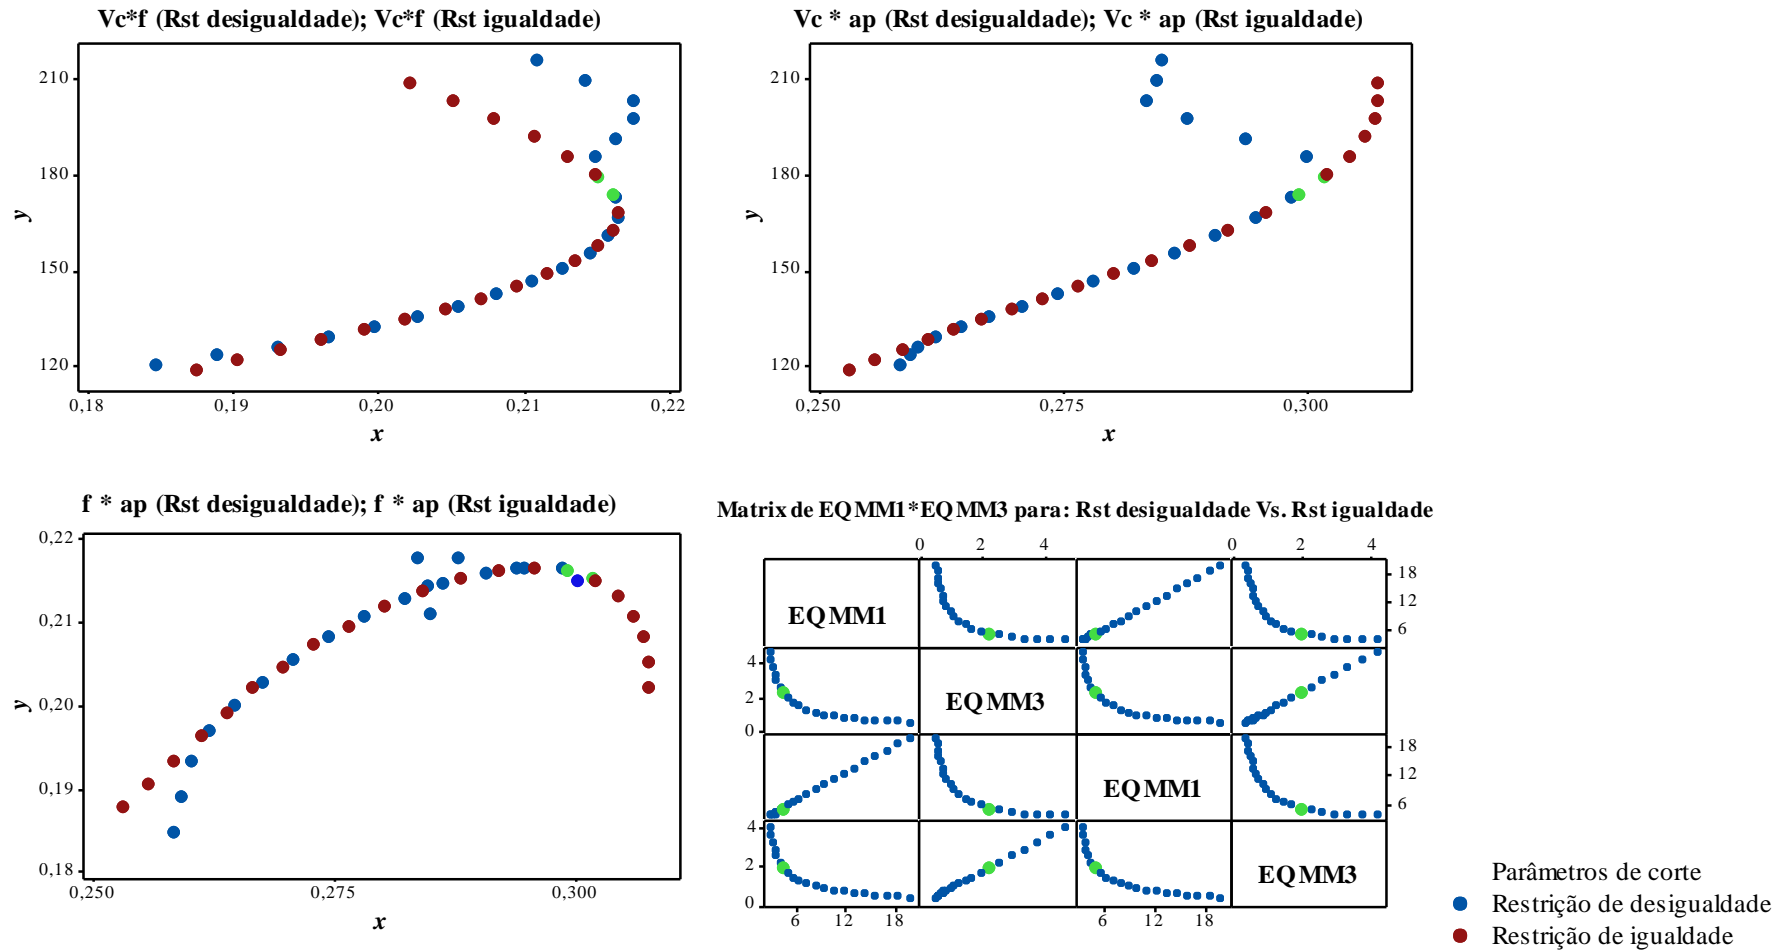 Vc*f (Rst desigualdade); Vc*f (Rst igualdade)
210
180
150
120
y
0,18 0,19 0,20 0,21 0,22
x
Vc * ap (Rst desigualdade); Vc * ap (Rst igualdade)
210
180
150
120
y
0,250 0,275 0,300
x
f * ap (Rst desigualdade); f * ap (Rst igualdade)
0,22
0,21
0,20
0,19
0,18
y
0,250 0,275 0,300
x
Matrix de EQMM1*EQMM3 para: Rst desigualdade Vs. Rst igualdade
0 2 4 0 2 4
EQMM1
18
12
6
4
2
0
EQMM3
EQMM1
18
12
6
4
2
0
EQMM3
6 12 18 6 12 18
Parâmetros de corte
Restrição de desigualdade
Restrição de igualdade